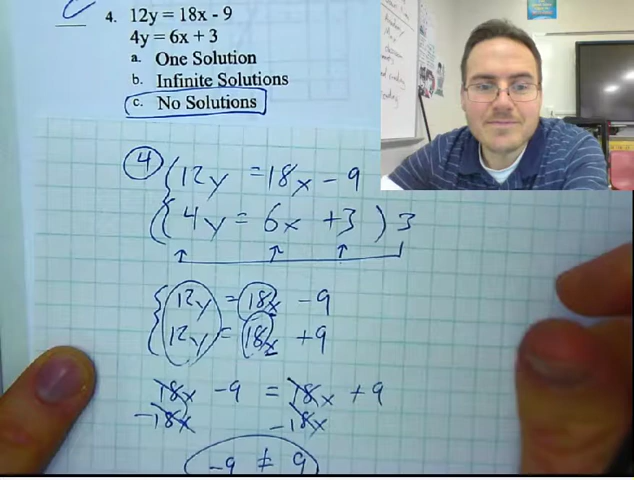 4. 12y = 18x - 9
4y = 6x + 3
a. One Solution
b. Infinite Solutions
c. No Solutions
④ { 12y = 18x - 9
( { 4y = 6x + 3 ) 3
{ 12y = 18x - 9
{ 12y = 18x + 9
18x - 9 = 18x + 9
-18x -18x
-9 ≠ 9